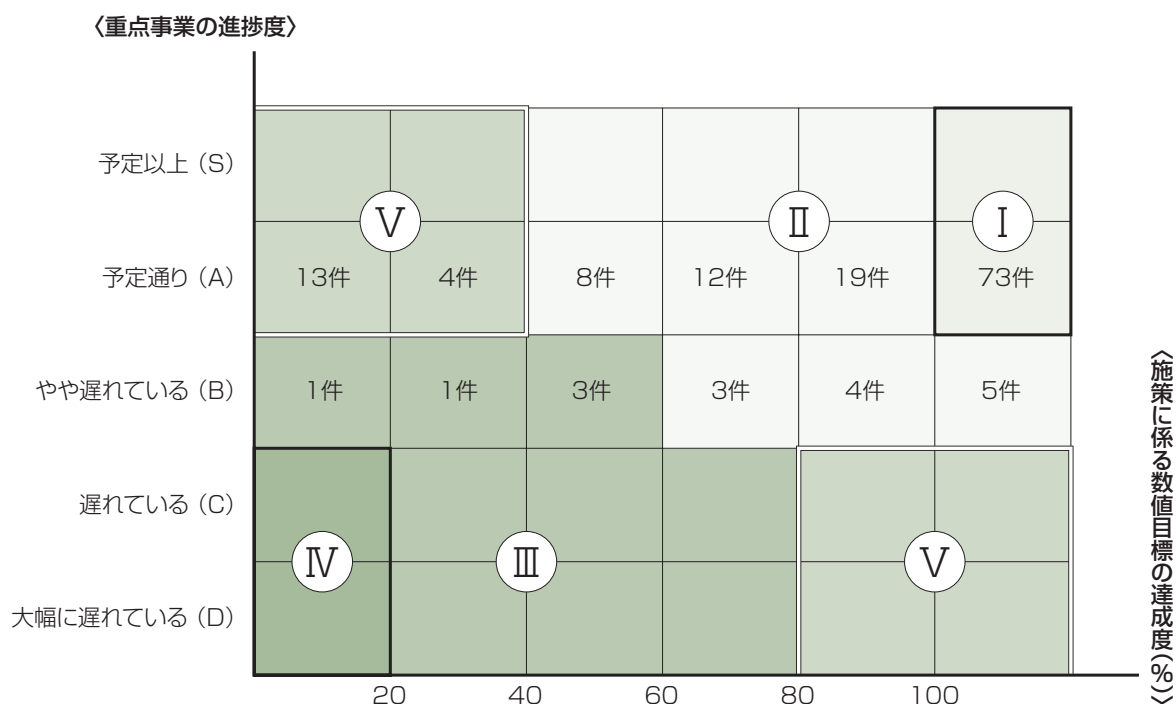 〈重点事業の進捗度〉
予定以上（S）
Ⅴ
Ⅱ
Ⅰ
予定通り（A）
13件
4件
8件
12件
19件
73件
やや遅れている（B）
1件
1件
3件
3件
4件
5件
遅れている（C）
Ⅳ
Ⅲ
Ⅴ
大幅に遅れている（D）
20
40
60
80
100
〈施策に係る数値目標の達成度（％）〉